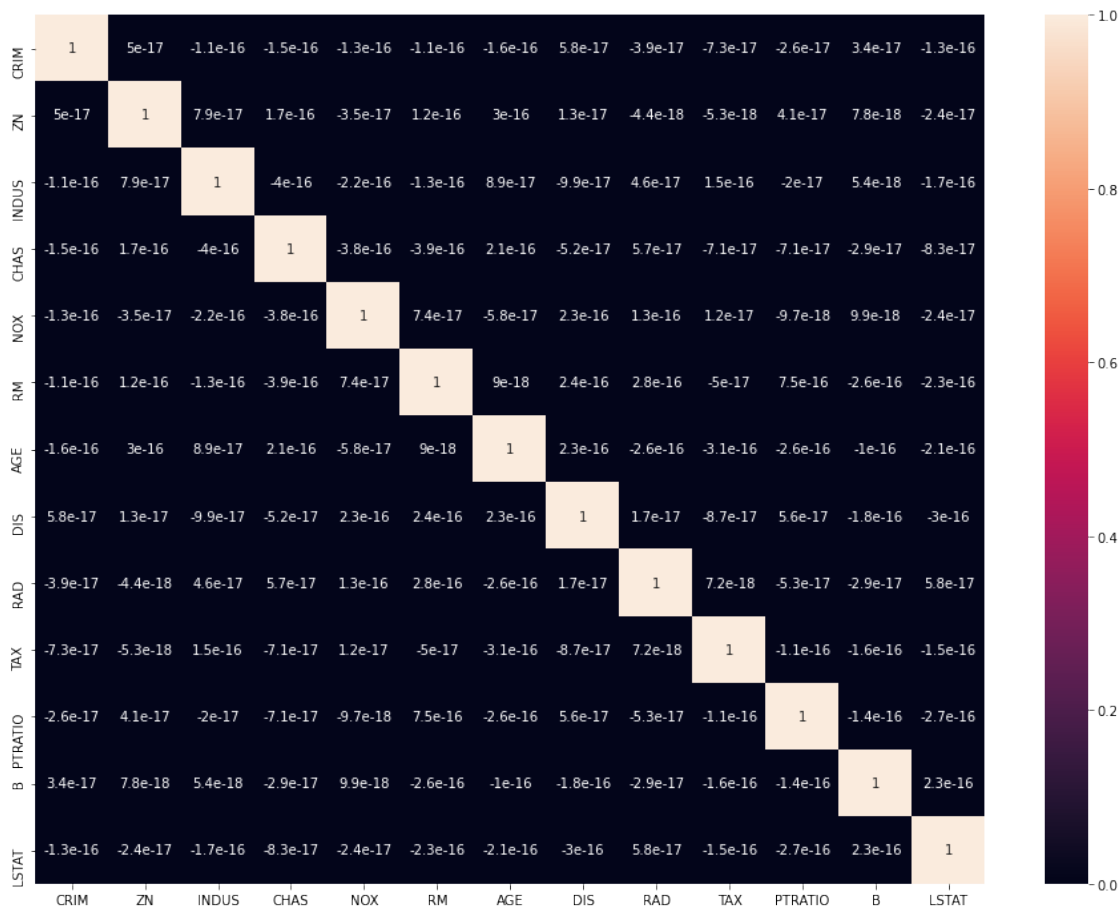 CRIM 1 5e-17 -1.1e-16 -1.5e-16 -1.3e-16 -1.1e-16 -1.6e-16 5.8e-17 -3.9e-17 -7.3e-17 -2.6e-17 3.4e-17 -1.3e-16
ZN 5e-17 1 7.9e-17 1.7e-16 -3.5e-17 1.2e-16 3e-16 1.3e-17 -4.4e-18 -5.3e-18 4.1e-17 7.8e-18 -2.4e-17
INDUS -1.1e-16 7.9e-17 1 -4e-16 -2.2e-16 -1.3e-16 8.9e-17 -9.9e-17 4.6e-17 1.5e-16 -2e-17 5.4e-18 -1.7e-16
CHAS -1.5e-16 1.7e-16 -4e-16 1 -3.8e-16 -3.9e-16 2.1e-16 -5.2e-17 5.7e-17 -7.1e-17 -7.1e-17 -2.9e-17 -8.3e-17
NOX -1.3e-16 -3.5e-17 -2.2e-16 -3.8e-16 1 7.4e-17 -5.8e-17 2.3e-16 1.3e-16 1.2e-17 -9.7e-18 9.9e-18 -2.4e-17
RM -1.1e-16 1.2e-16 -1.3e-16 -3.9e-16 7.4e-17 1 9e-18 2.4e-16 2.8e-16 -5e-17 7.5e-16 -2.6e-16 -2.3e-16
AGE -1.6e-16 3e-16 8.9e-17 2.1e-16 -5.8e-17 9e-18 1 2.3e-16 -2.6e-16 -3.1e-16 -2.6e-16 -1e-16 -2.1e-16
DIS 5.8e-17 1.3e-17 -9.9e-17 -5.2e-17 2.3e-16 2.4e-16 2.3e-16 1 1.7e-17 -8.7e-17 5.6e-17 -1.8e-16 -3e-16
RAD -3.9e-17 -4.4e-18 4.6e-17 5.7e-17 1.3e-16 2.8e-16 -2.6e-16 1.7e-17 1 7.2e-18 -5.3e-17 -2.9e-17 5.8e-17
TAX -7.3e-17 -5.3e-18 1.5e-16 -7.1e-17 1.2e-17 -5e-17 -3.1e-16 -8.7e-17 7.2e-18 1 -1.1e-16 -1.6e-16 -1.5e-16
PTRATIO -2.6e-17 4.1e-17 -2e-17 -7.1e-17 -9.7e-18 7.5e-16 -2.6e-16 5.6e-17 -5.3e-17 -1.1e-16 1 -1.4e-16 -2.7e-16
B 3.4e-17 7.8e-18 5.4e-18 -2.9e-17 9.9e-18 -2.6e-16 -1e-16 -1.8e-16 -2.9e-17 -1.6e-16 -1.4e-16 1 2.3e-16
LSTAT -1.3e-16 -2.4e-17 -1.7e-16 -8.3e-17 -2.4e-17 -2.3e-16 -2.1e-16 -3e-16 5.8e-17 -1.5e-16 -2.7e-16 2.3e-16 1
CRIM ZN INDUS CHAS NOX RM AGE DIS RAD TAX PTRATIO B LSTAT
1.0
0.8
0.6
0.4
0.2
0.0